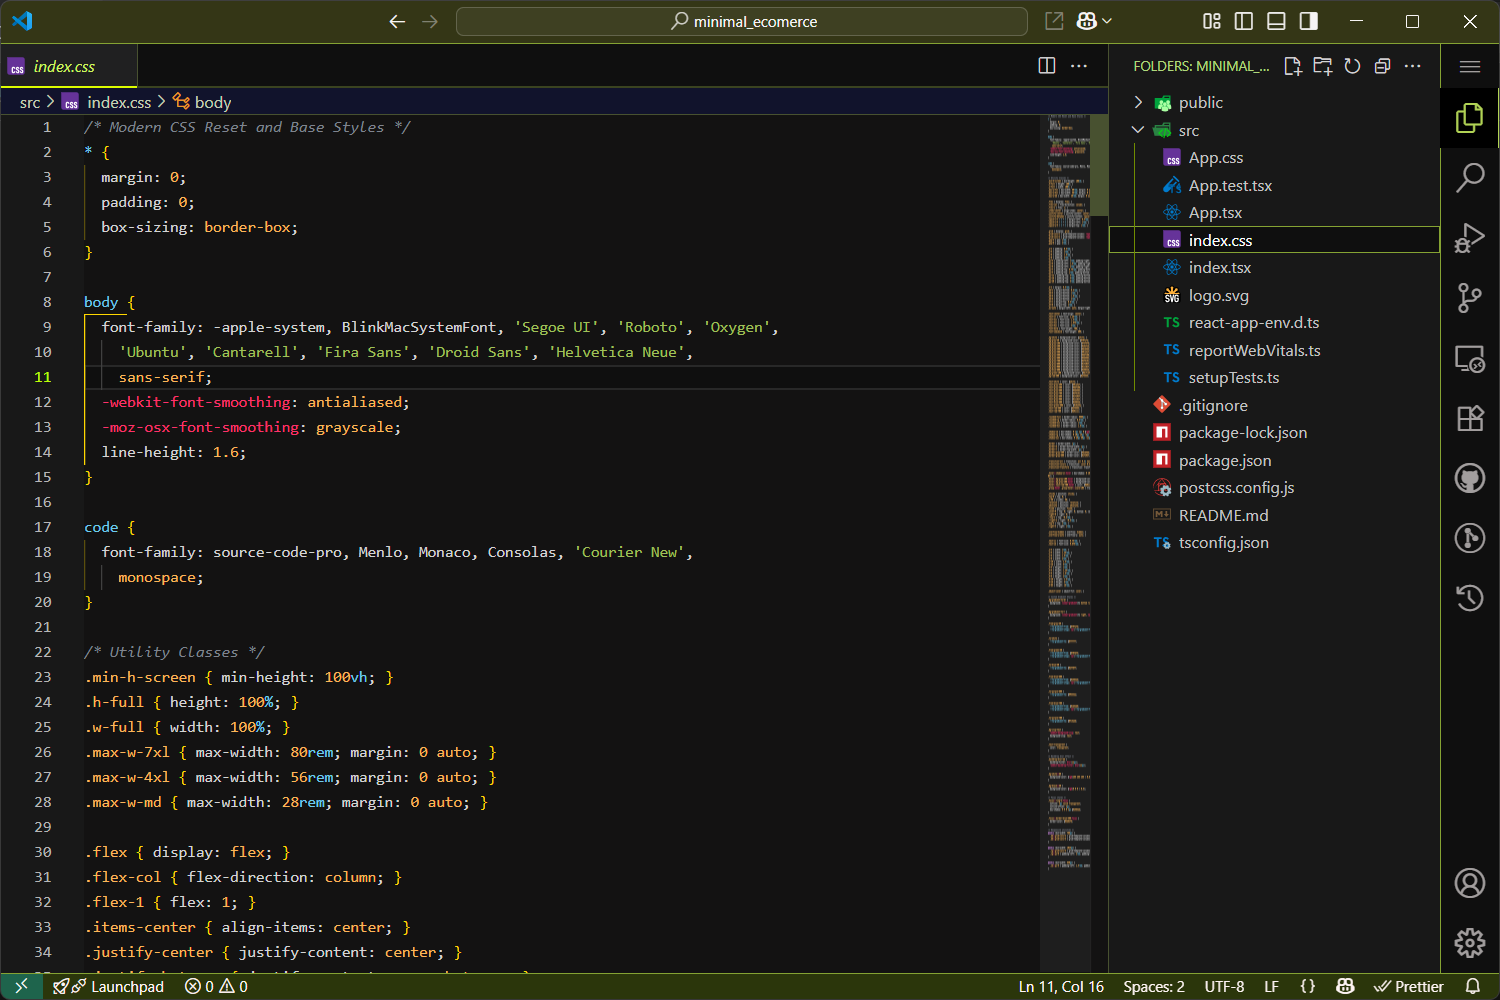 minimal_ecomerce
index.css
src > index.css > body
1 /* Modern CSS Reset and Base Styles */
2 * {
3 margin: 0;
4 padding: 0;
5 box-sizing: border-box;
6 }
7
8 body {
9 font-family: -apple-system, BlinkMacSystemFont, 'Segoe UI', 'Roboto', 'Oxygen',
10 'Ubuntu', 'Cantarell', 'Fira Sans', 'Droid Sans', 'Helvetica Neue',
11 sans-serif;
12 -webkit-font-smoothing: antialiased;
13 -moz-osx-font-smoothing: grayscale;
14 line-height: 1.6;
15 }
16
17 code {
18 font-family: source-code-pro, Menlo, Monaco, Consolas, 'Courier New',
19 monospace;
20 }
21
22 /* Utility Classes */
23 .min-h-screen { min-height: 100vh; }
24 .h-full { height: 100%; }
25 .w-full { width: 100%; }
26 .max-w-7xl { max-width: 80rem; margin: 0 auto; }
27 .max-w-4xl { max-width: 56rem; margin: 0 auto; }
28 .max-w-md { max-width: 28rem; margin: 0 auto; }
29
30 .flex { display: flex; }
31 .flex-col { flex-direction: column; }
32 .flex-1 { flex: 1; }
33 .items-center { align-items: center; }
34 .justify-center { justify-content: center; }
FOLDERS: MINIMAL_...
public
src
App.css
App.test.tsx
App.tsx
index.css
index.tsx
logo.svg
react-app-env.d.ts
reportWebVitals.ts
setupTests.ts
.gitignore
package-lock.json
package.json
postcss.config.js
README.md
tsconfig.json
Launchpad 0 0 Ln 11, Col 16 Spaces: 2 UTF-8 LF {} Prettier